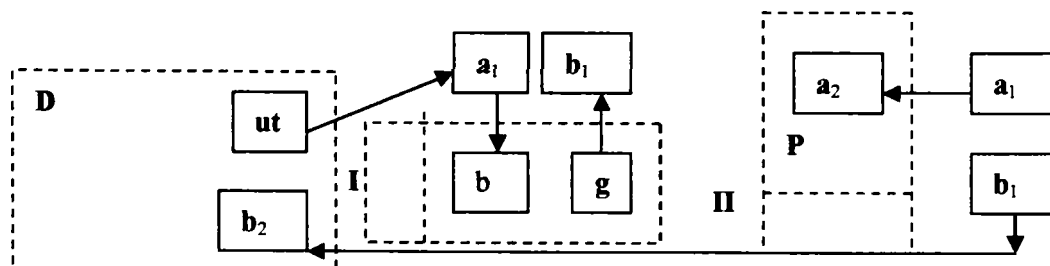 a₁ b₁
a₂ a₁
D
ut
P
I b g
b₁
II
b₂